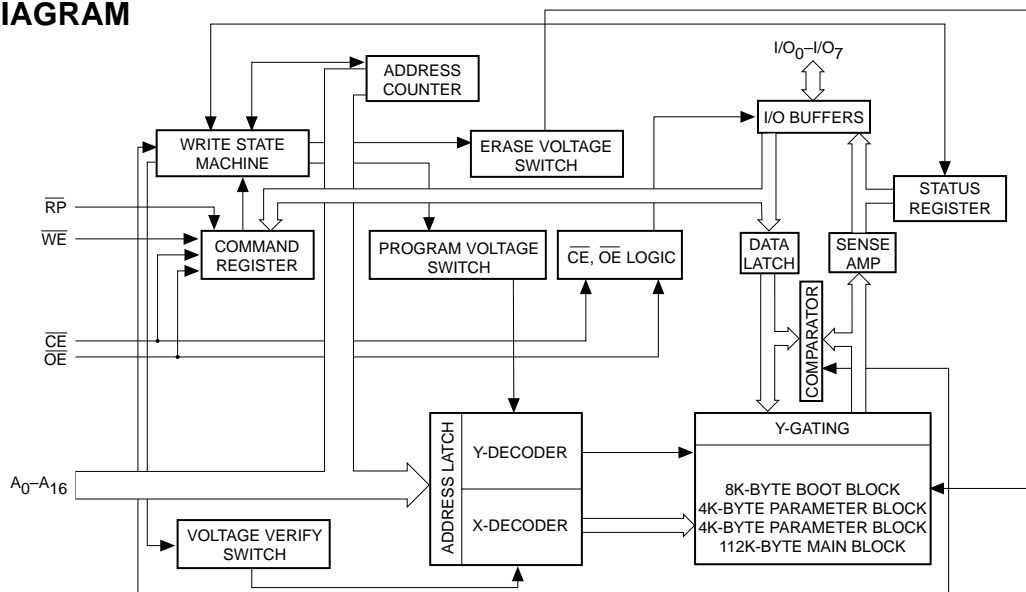 IAGRAM
I/O0–I/O7
ADDRESS
COUNTER
I/O BUFFERS
WRITE STATE
MACHINE
ERASE VOLTAGE
SWITCH
STATUS
REGISTER
RP
WE
COMMAND
REGISTER
PROGRAM VOLTAGE
SWITCH
CE, OE LOGIC
DATA
LATCH
SENSE
AMP
CE
OE
COMPARATOR
ADDRESS LATCH
Y-DECODER
X-DECODER
Y-GATING
8K-BYTE BOOT BLOCK
4K-BYTE PARAMETER BLOCK
4K-BYTE PARAMETER BLOCK
112K-BYTE MAIN BLOCK
A0–A16
VOLTAGE VERIFY
SWITCH